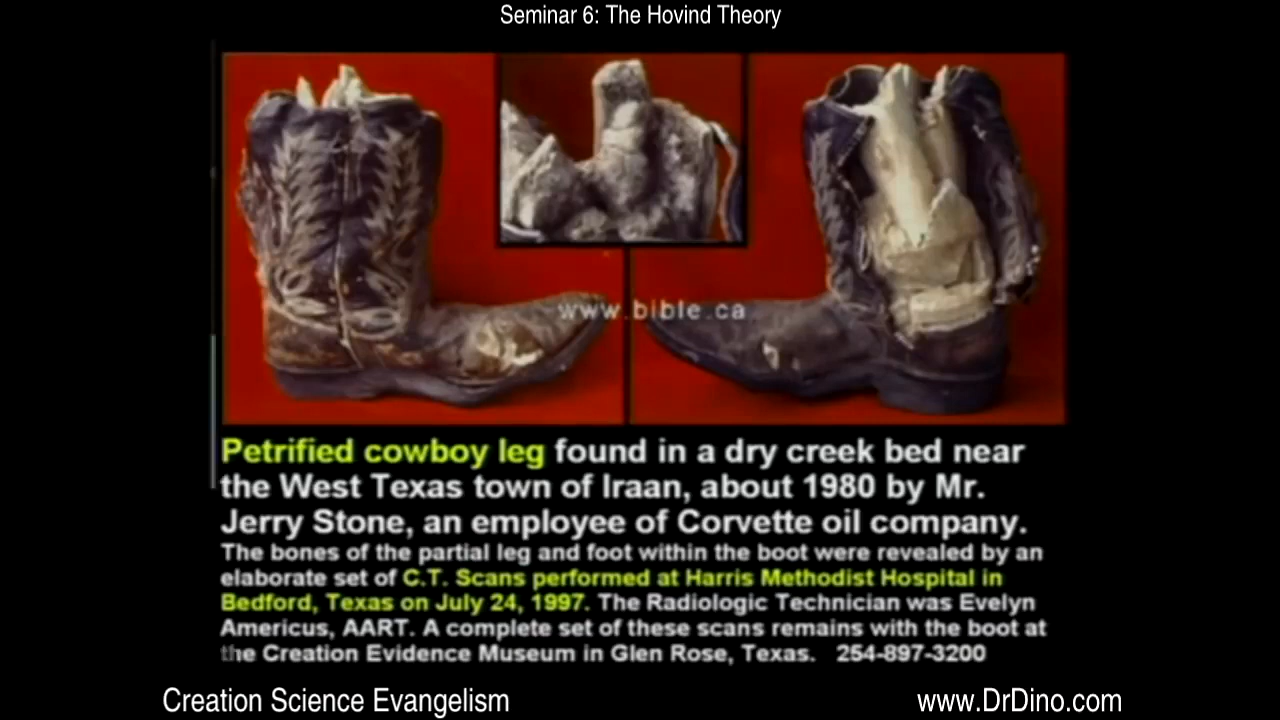 Seminar 6: The Hovind Theory
www.bible.ca
Petrified cowboy leg found in a dry creek bed near
the West Texas town of Iraan, about 1980 by Mr.
Jerry Stone, an employee of Corvette oil company.
The bones of the partial leg and foot within the boot were revealed by an
elaborate set of C.T. Scans performed at Harris Methodist Hospital in
Bedford, Texas on July 24, 1997. The Radiologic Technician was Evelyn
Americus, AART. A complete set of these scans remains with the boot at
the Creation Evidence Museum in Glen Rose, Texas. 254-897-3200
Creation Science Evangelism
www.DrDino.com